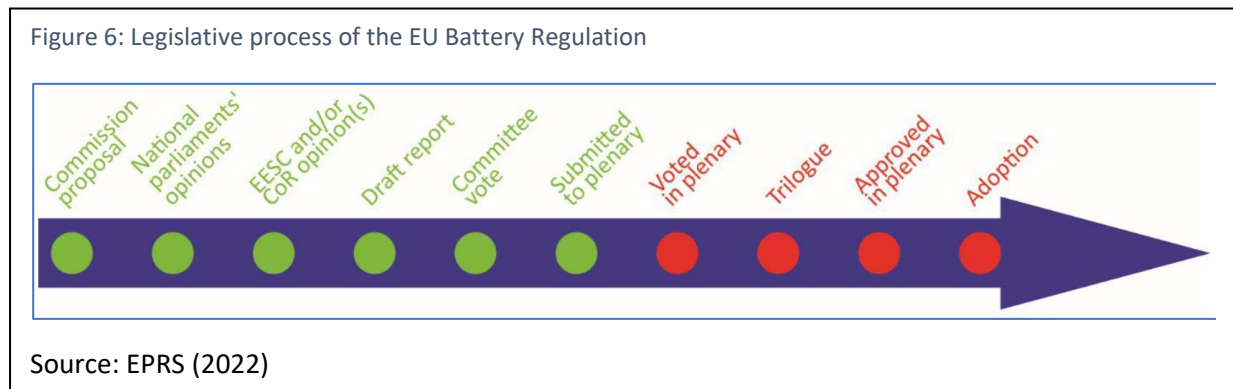 Figure 6: Legislative process of the EU Battery Regulation
Commission
proposal
National
parliaments'
opinions
EESC and/or
CoR opinion(s)
Draft report
Committee
vote
Submitted
to plenary
Voted
in plenary
Trilogue
Approved
in plenary
Adoption
Source: EPRS (2022)